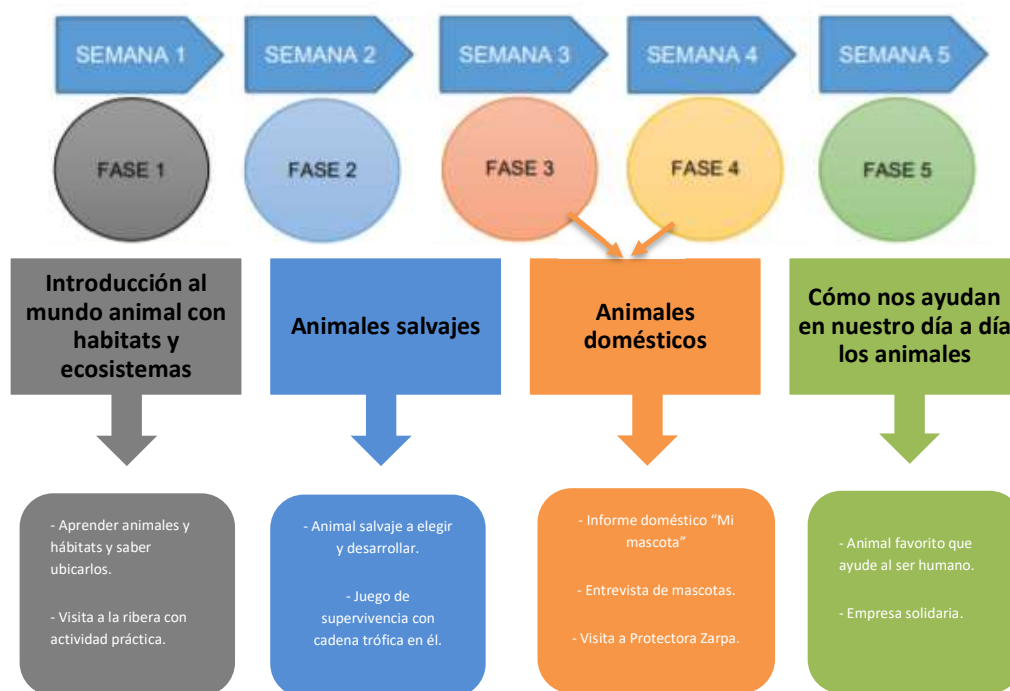 SEMANA 1
SEMANA 2
SEMANA 3
SEMANA 4
SEMANA 5
FASE 1
FASE 2
FASE 3
FASE 4
FASE 5
Introducción al
mundo animal con
habitats y
ecosistemas
Animales salvajes
Animales
domésticos
Cómo nos ayudan
en nuestro día a día
los animales
- Aprender animales y
hábitats y saber
ubicarlos.
- Visita a la ribera con
actividad práctica.
- Animal salvaje a elegir
y desarrollar.
- Juego de
supervivencia con
cadena trófica en él.
- Informe doméstico “Mi
mascota”
- Entrevista de mascotas.
- Visita a Protectora Zarpa.
- Animal favorito que
ayude al ser humano.
- Empresa solidaria.